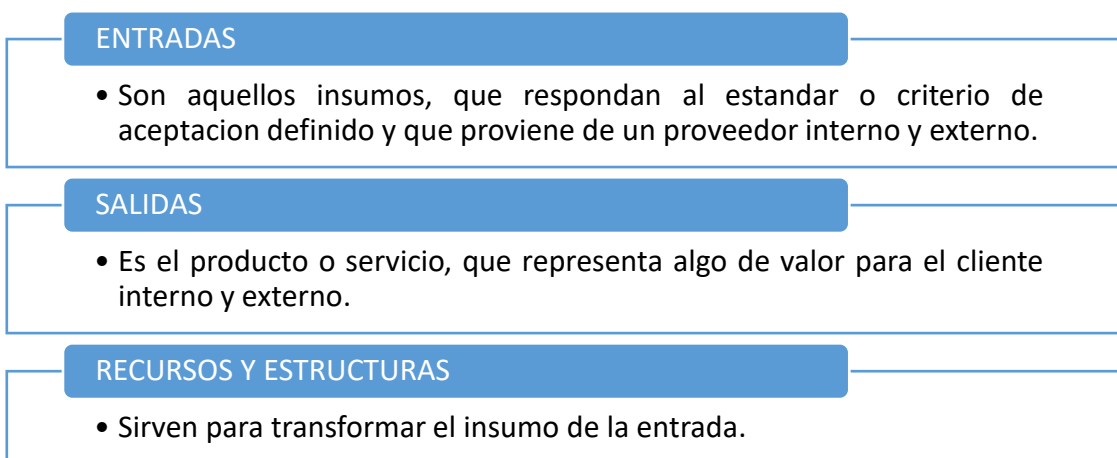 ENTRADAS
• Son aquellos insumos, que respondan al estandar o criterio de
aceptacion definido y que proviene de un proveedor interno y externo.
SALIDAS
• Es el producto o servicio, que representa algo de valor para el cliente
interno y externo.
RECURSOS Y ESTRUCTURAS
• Sirven para transformar el insumo de la entrada.